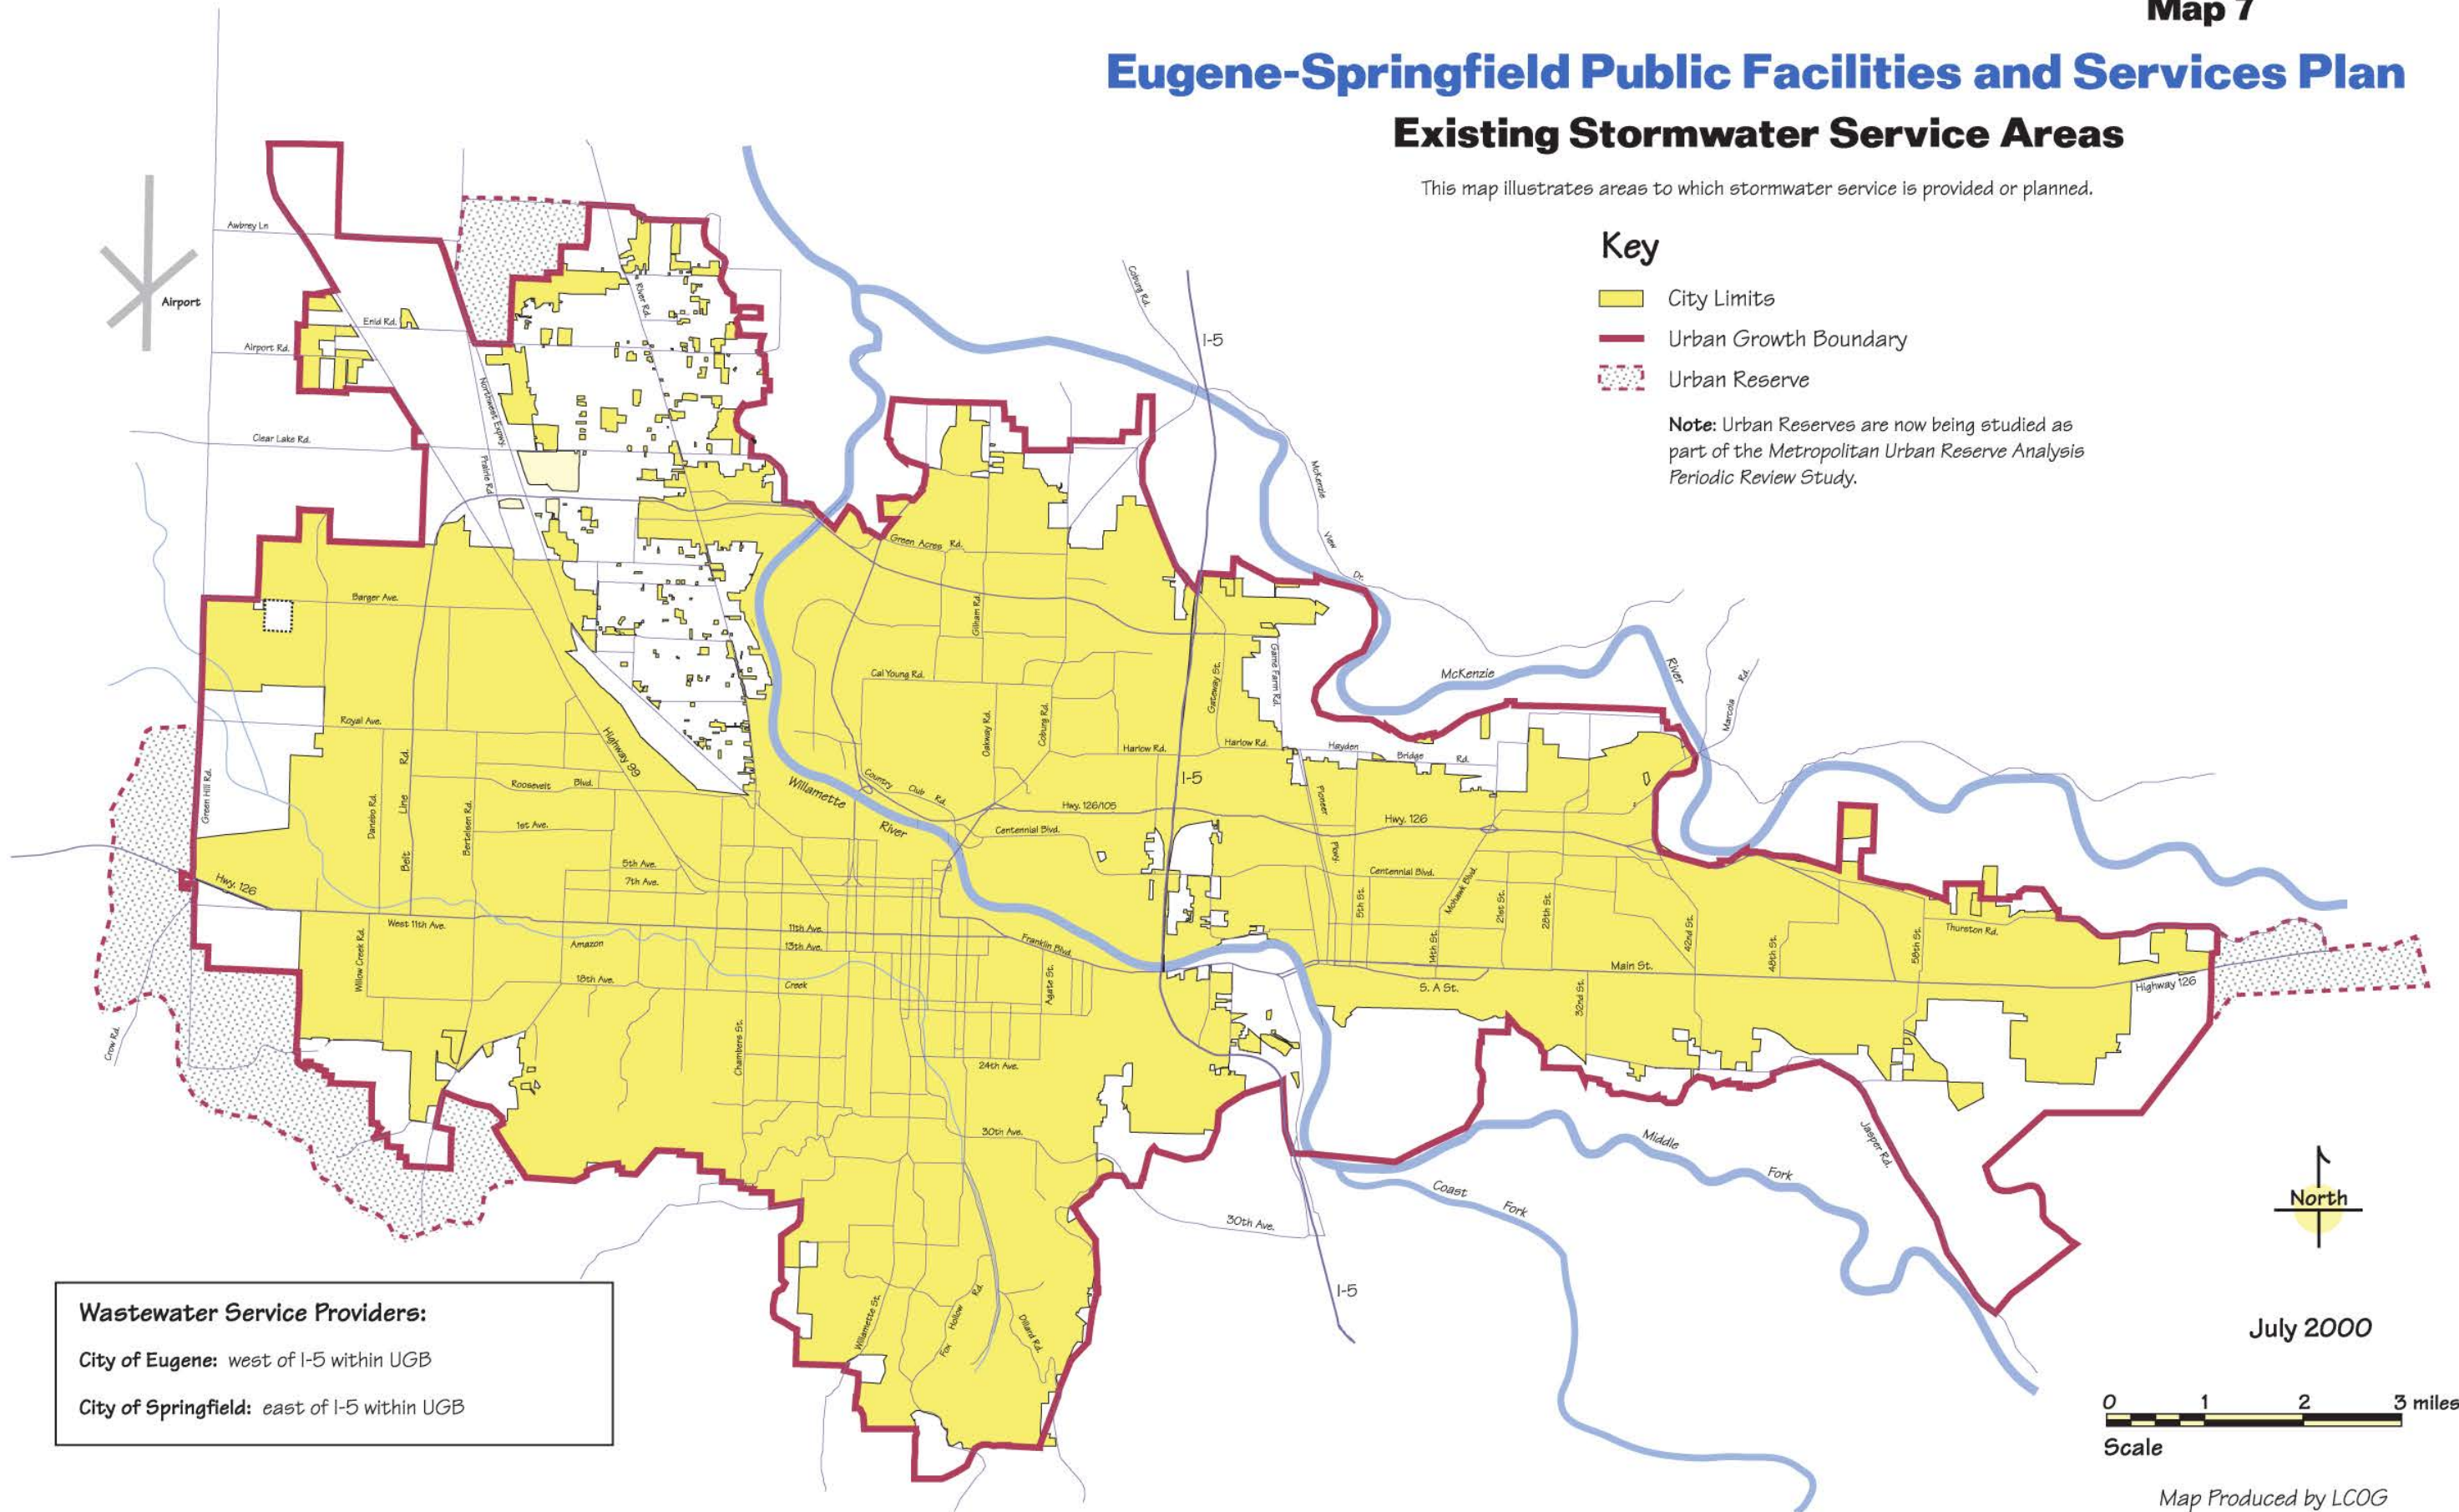 Map 7
Eugene-Springfield Public Facilities and Services Plan
Existing Stormwater Service Areas
This map illustrates areas to which stormwater service is provided or planned.
Key
City Limits
Urban Growth Boundary
Urban Reserve
Note: Urban Reserves are now being studied as
part of the Metropolitan Urban Reserve Analysis
Periodic Review Study.
Awbrey Ln
Airport
Enid Rd.
Airport Rd.
River Rd.
Northwest Expwy.
Clear Lake Rd.
Prairie Rd.
Coburg Rd.
I-5
McKenzie
View
Dr.
Green Acres Rd.
Barger Ave.
Gilham Rd.
Cal Young Rd.
Gateway St.
Game Farm Rd.
McKenzie
River
Marcola
Rd.
Royal Ave.
Highway 99
Oakway Rd.
Coburg Rd.
Harlow Rd.
Harlow Rd.
Hayden
Bridge
Rd.
Green Hill Rd.
Danebo Rd.
Belt
Line
Rd.
Bertelsen Rd.
Roosevelt Blvd.
1st Ave.
Willamette
River
Country
Club
Rd.
I-5
Hwy. 126/105
Centennial Blvd.
Pioneer
Pkwy.
Hwy. 126
Centennial Blvd.
5th Ave.
7th Ave.
Hwy. 126
West 11th Ave.
11th Ave.
13th Ave.
Amazon
Creek
18th Ave.
Franklin Blvd.
Agate St.
5th St.
Mohawk Blvd.
14th St.
21st St.
28th St.
32nd St.
42nd St.
48th St.
58th St.
Thurston Rd.
Main St.
S. A St.
Highway 126
Willow Creek Rd.
Crow Rd.
Chambers St.
24th Ave.
30th Ave.
30th Ave.
Middle
Fork
Coast
Fork
Jasper Rd.
Willamette St.
Fox
Hollow
Rd.
Dillard Rd.
I-5
North
July 2000
0 1 2 3 miles
Scale
Map Produced by LCOG
Wastewater Service Providers:
City of Eugene: west of I-5 within UGB
City of Springfield: east of I-5 within UGB